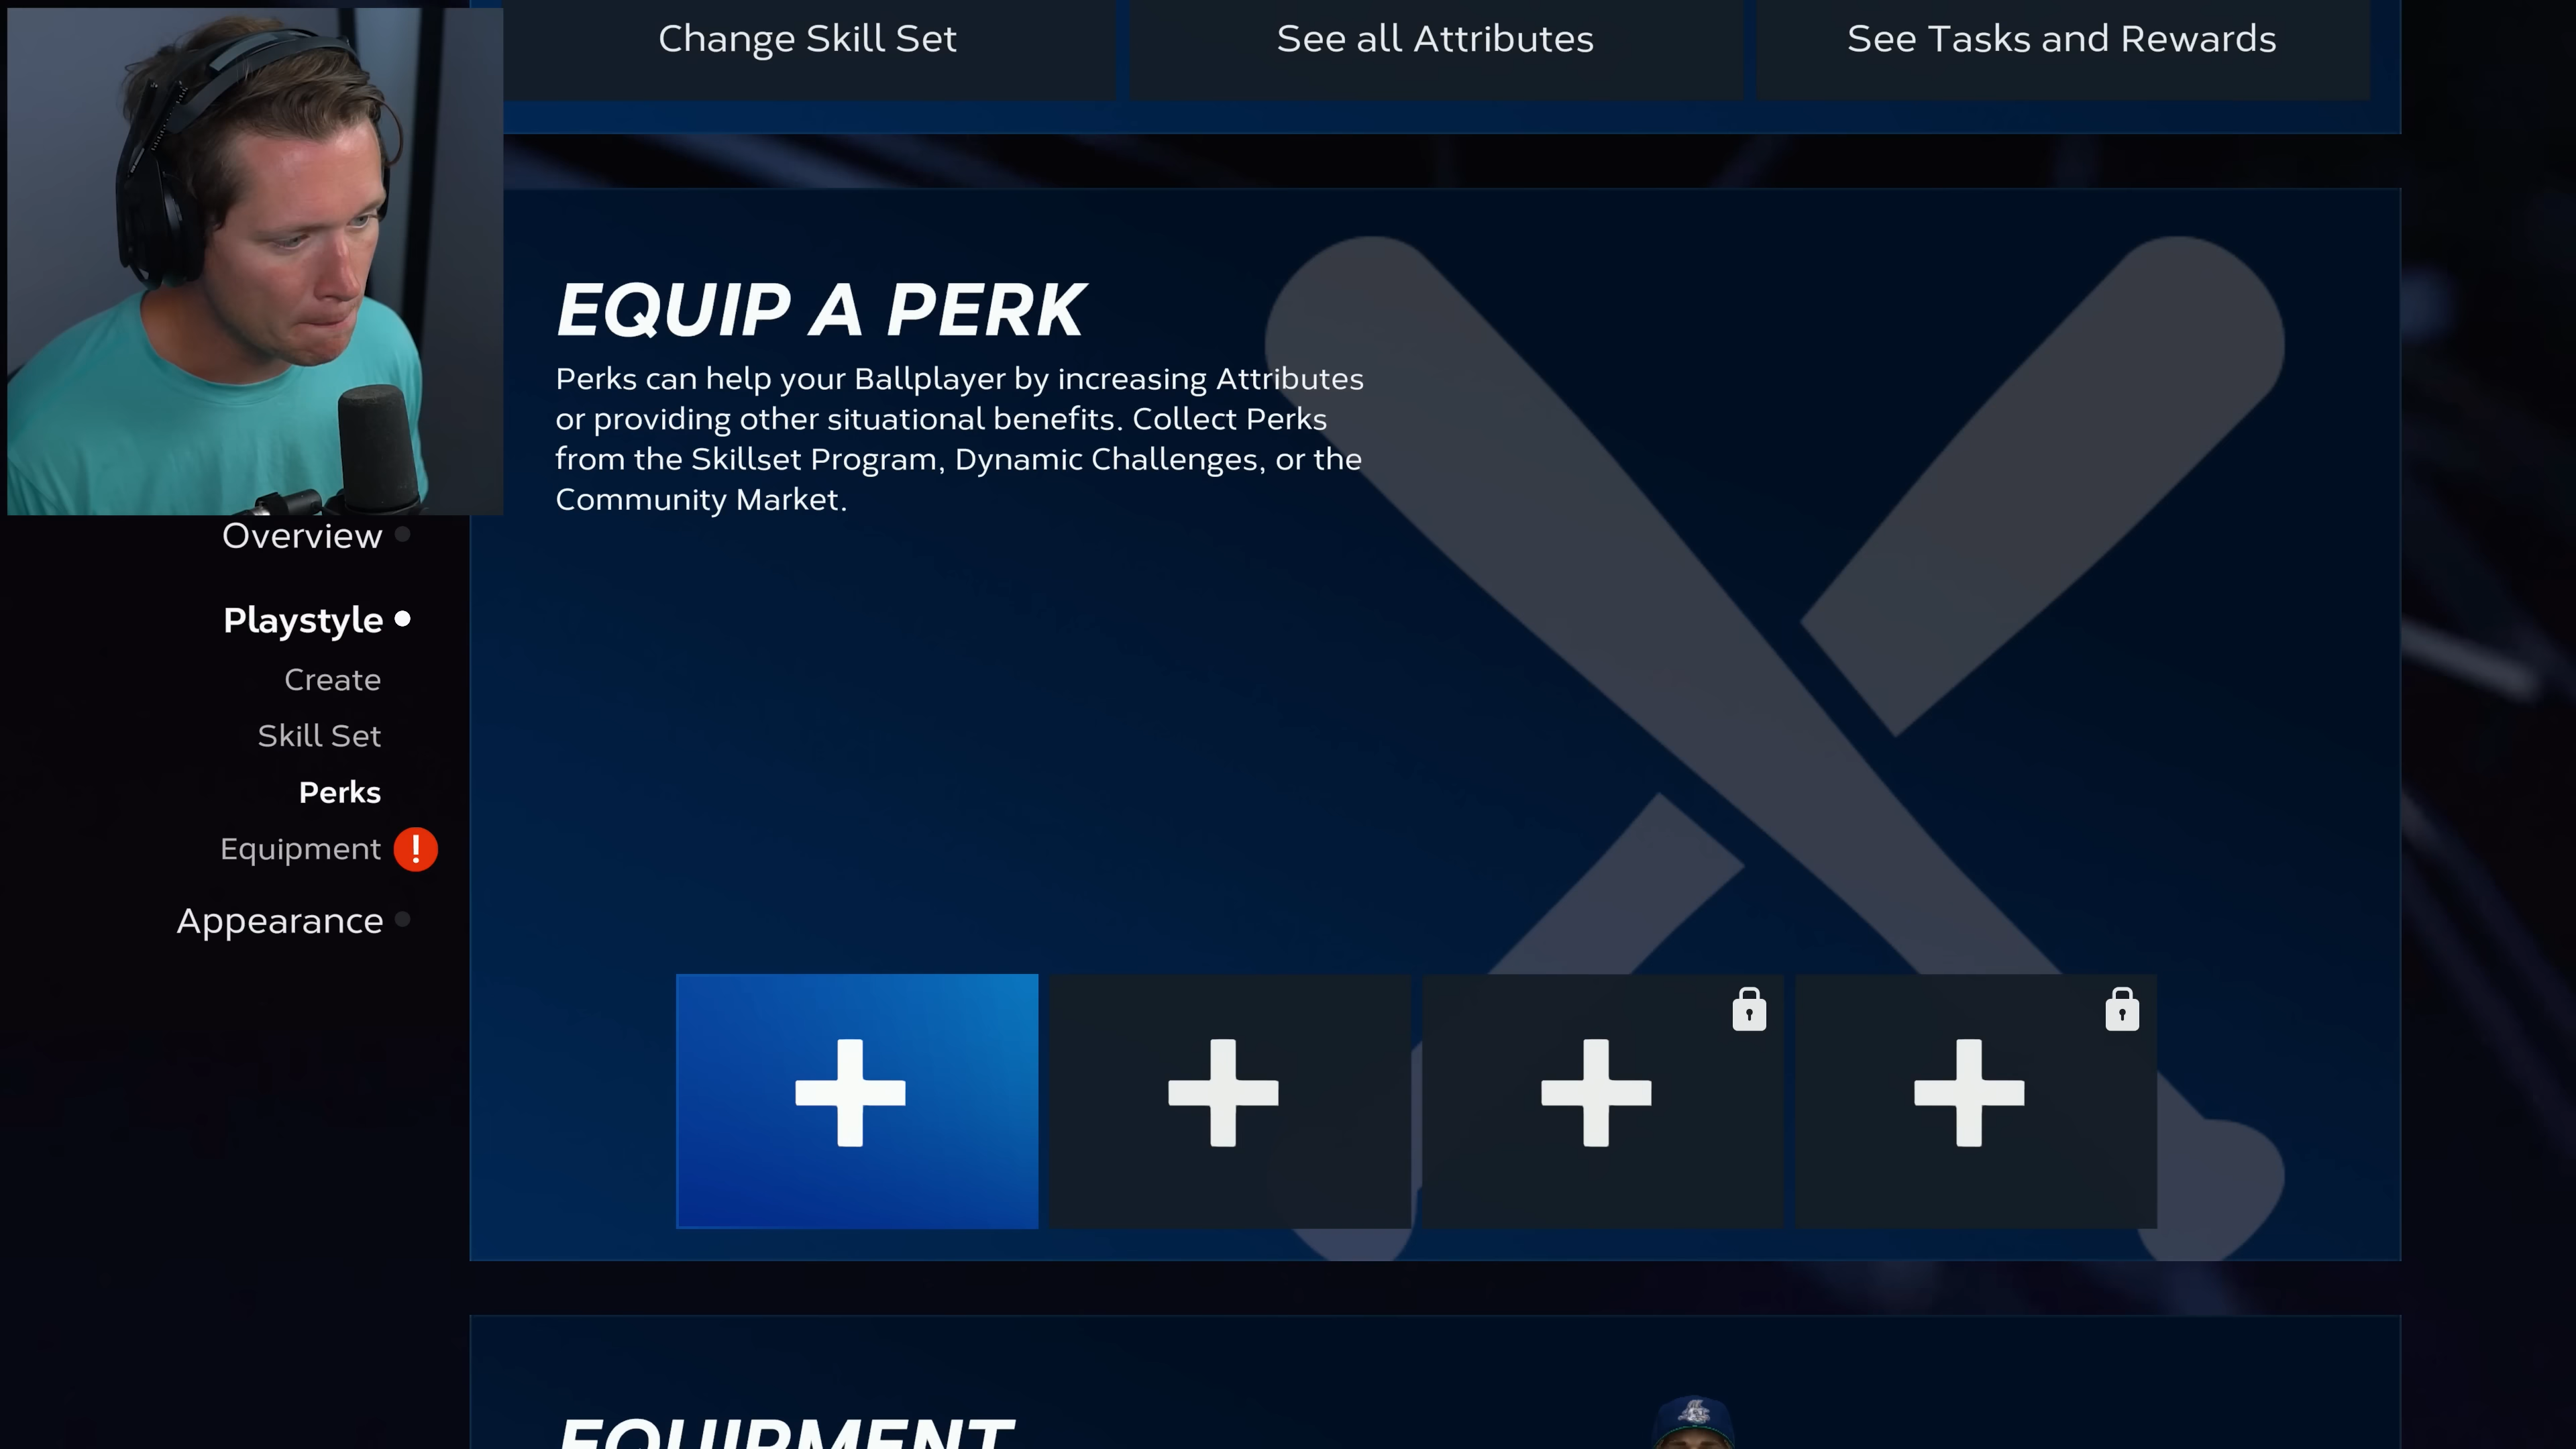 Change Skill Set
See all Attributes
See Tasks and Rewards
EQUIP A PERK
Perks can help your Ballplayer by increasing Attributes
or providing other situational benefits. Collect Perks
from the Skillset Program, Dynamic Challenges, or the
Community Market.
Overview
Playstyle
Create
Skill Set
Perks
Equipment !
Appearance
EQUIPMENT